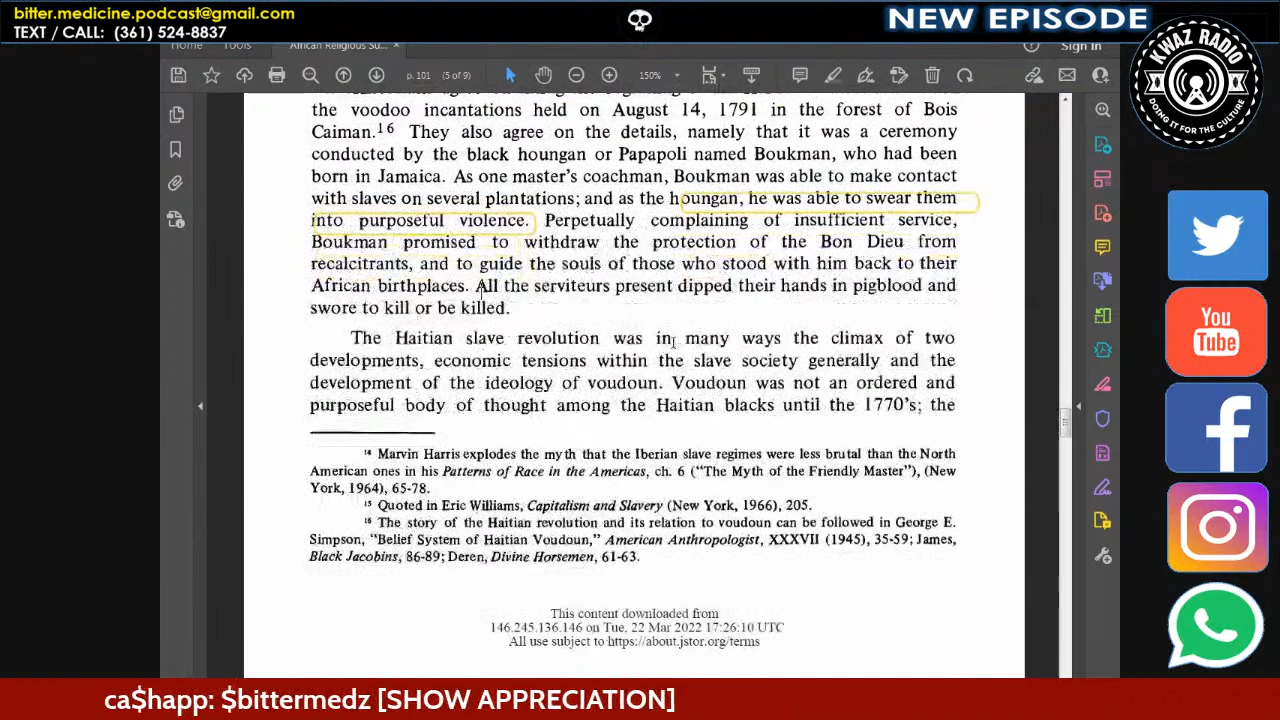 bitter.medicine.podcast@gmail.com
TEXT / CALL: (361) 524-8837
NEW EPISODE
KWAZ RADIO
DOING IT FOR THE CULTURE
Home Tools African Religious Su... × Sign In
p. 101 (5 of 9) 150%
the voodoo incantations held on August 14, 1791 in the forest of Bois
Caiman.16 They also agree on the details, namely that it was a ceremony
conducted by the black houngan or Papapoli named Boukman, who had been
born in Jamaica. As one master's coachman, Boukman was able to make contact
with slaves on several plantations; and as the houngan, he was able to swear them
into purposeful violence. Perpetually complaining of insufficient service,
Boukman promised to withdraw the protection of the Bon Dieu from
recalcitrants, and to guide the souls of those who stood with him back to their
African birthplaces. All the serviteurs present dipped their hands in pigblood and
swore to kill or be killed.
The Haitian slave revolution was in many ways the climax of two
developments, economic tensions within the slave society generally and the
development of the ideology of voudoun. Voudoun was not an ordered and
purposeful body of thought among the Haitian blacks until the 1770's; the
14 Marvin Harris explodes the myth that the Iberian slave regimes were less brutal than the North
American ones in his Patterns of Race in the Americas, ch. 6 ("The Myth of the Friendly Master"), (New
York, 1964), 65-78.
15 Quoted in Eric Williams, Capitalism and Slavery (New York, 1966), 205.
16 The story of the Haitian revolution and its relation to voudoun can be followed in George E.
Simpson, "Belief System of Haitian Voudoun," American Anthropologist, XXXVII (1945), 35-59; James,
Black Jacobins, 86-89; Deren, Divine Horsemen, 61-63.
This content downloaded from
146.245.136.146 on Tue, 22 Mar 2022 17:26:10 UTC
All use subject to https://about.jstor.org/terms
You
Tube
ca$happ: $bittermedz [SHOW APPRECIATION]